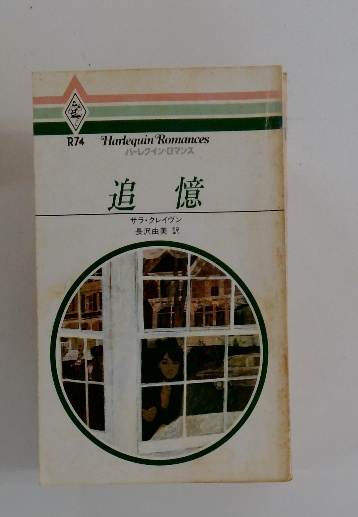 R74
Harlequin Romances
ハーレクイン・ロマンス
追憶
サラ・クレイヴン
長沢由美 訳